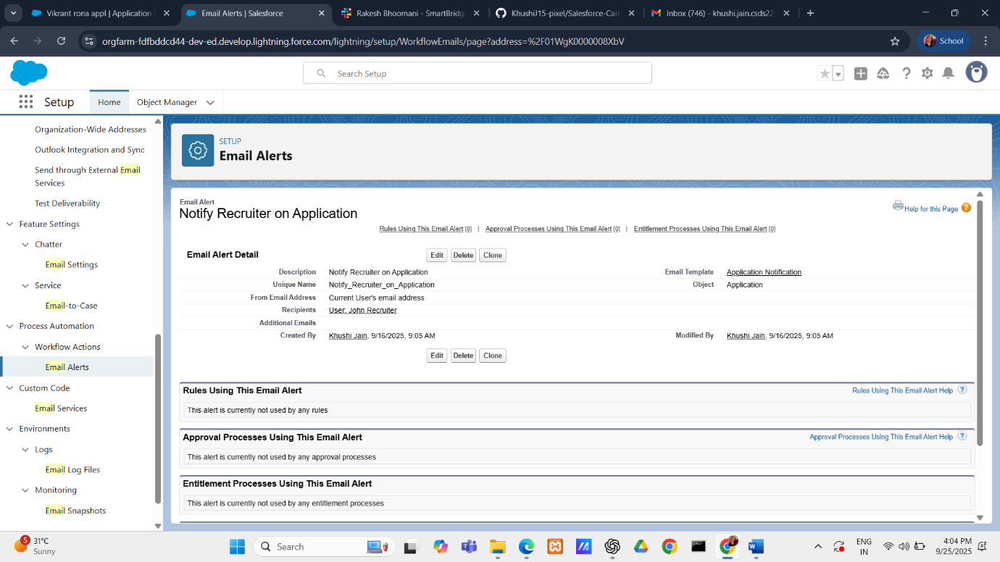 Vikrant rona appl | Application
Email Alerts | Salesforce
Rakesh Bhoomani - SmartBridg
KhushiJ15-pixel/Salesforce-Carr
Inbox (746) - khushi.jain.csds22
orgfarm-fdfbddcd44-dev-ed.develop.lightning.force.com/lightning/setup/WorkflowEmails/page?address=%2F01WgK0000008XbV
School
Search Setup
Setup
Home
Object Manager
Organization-Wide Addresses
Outlook Integration and Sync
Send through External Email
Services
Test Deliverability
Feature Settings
Chatter
Email Settings
Service
Email-to-Case
Process Automation
Workflow Actions
Email Alerts
Custom Code
Email Services
Environments
Logs
Email Log Files
Monitoring
Email Snapshots
SETUP
Email Alerts
Email Alert
Notify Recruiter on Application
Help for this Page ?
Rules Using This Email Alert [0] | Approval Processes Using This Email Alert [0] | Entitlement Processes Using This Email Alert [0]
Email Alert Detail
Edit Delete Clone
Description Notify Recruiter on Application Email Template Application Notification
Unique Name Notify_Recruiter_on_Application Object Application
From Email Address Current User's email address
Recipients User: John Recruiter
Additional Emails
Created By Khushi Jain, 9/16/2025, 9:05 AM Modified By Khushi Jain, 9/16/2025, 9:05 AM
Edit Delete Clone
Rules Using This Email Alert Rules Using This Email Alert Help ?
This alert is currently not used by any rules
Approval Processes Using This Email Alert Approval Processes Using This Email Alert Help ?
This alert is currently not used by any approval processes
Entitlement Processes Using This Email Alert
This alert is currently not used by any entitlement processes
5
31°C
Sunny
Search
ENG
IN
4:04 PM
9/25/2025